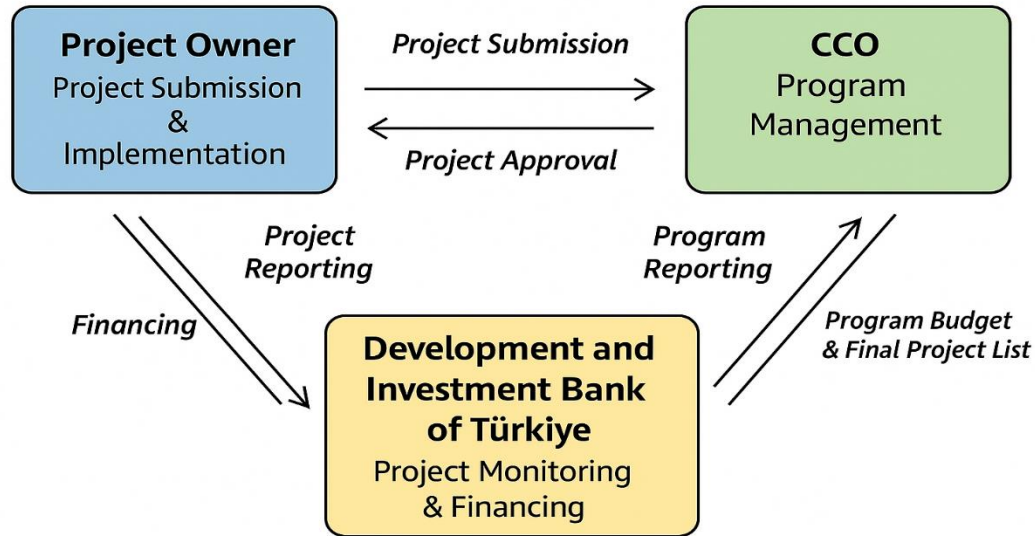 Project Owner
Project Submission
&
Implementation
Project Submission
Project Approval
CCO
Program
Management
Project
Reporting
Financing
Program
Reporting
Program Budget
& Final Project List
Development and
Investment Bank
of Türkiye
Project Monitoring
& Financing